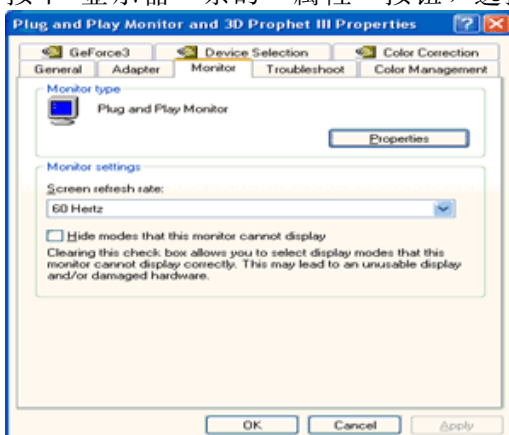 Plug and Play Monitor and 3D Prophet III Properties
GeForce3 Device Selection Color Correction
General Adapter Monitor Troubleshoot Color Management
Monitor type
Plug and Play Monitor
Properties
Monitor settings
Screen refresh rate:
60 Hertz
Hide modes that this monitor cannot display
Clearing this check box allows you to select display modes that this
monitor cannot display correctly. This may lead to an unusable display
and/or damaged hardware.
OK Cancel Apply